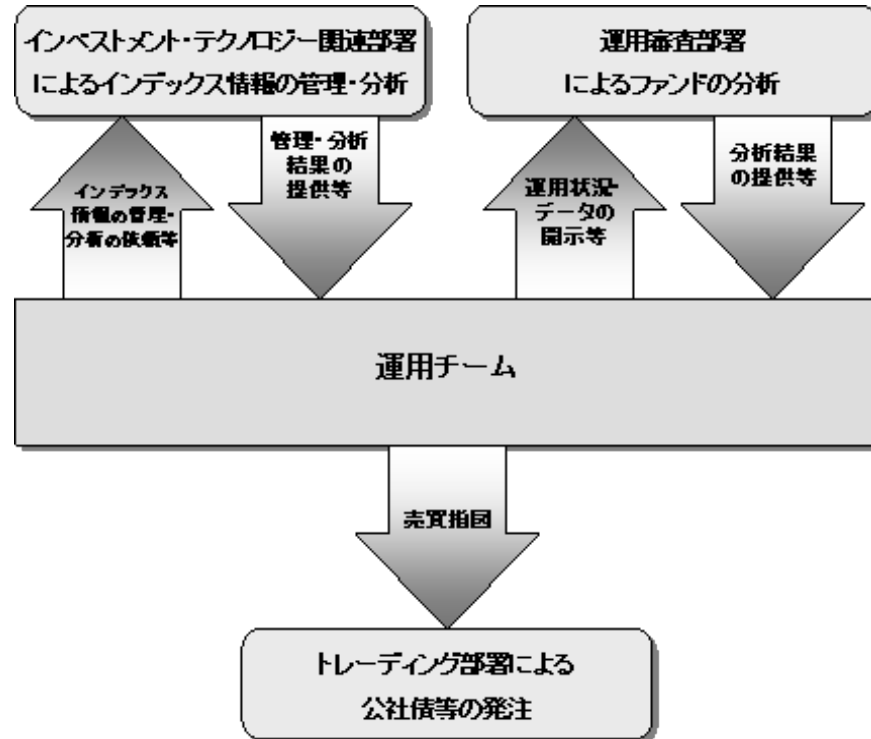 インベストメント・テクノロジー関連部署
によるインデックス情報の管理・分析
運用審査部署
によるファンドの分析
インデックス
情報の管理・
分析の依頼等
管理・分析
結果の
提供等
運用状況・
データの
開示等
分析結果
の提供等
運用チーム
売買指図
トレーディング部署による
公社債等の発注